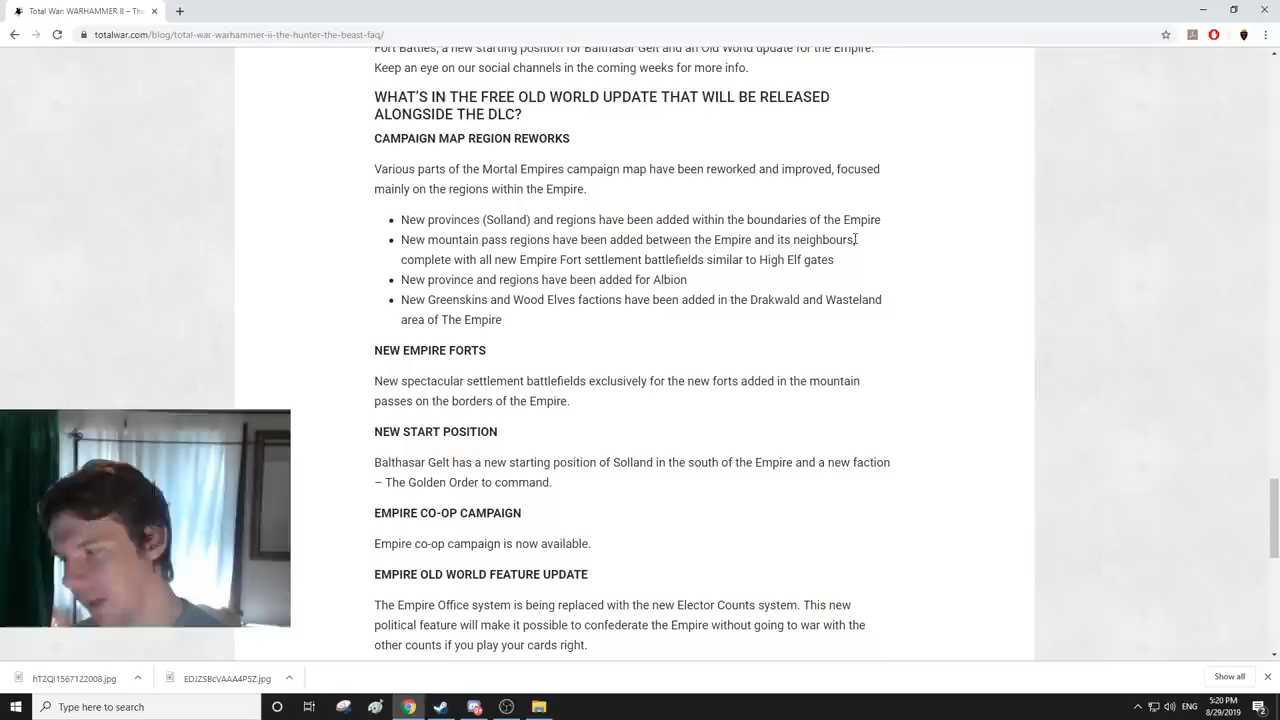 Total War: WARHAMMER II – The
totalwar.com/blog/total-war-warhammer-ii-the-hunter-the-beast-faq/
Fort Battles, a new starting position for Balthasar Gelt and an Old World update for the Empire.
Keep an eye on our social channels in the coming weeks for more info.
WHAT'S IN THE FREE OLD WORLD UPDATE THAT WILL BE RELEASED
ALONGSIDE THE DLC?
CAMPAIGN MAP REGION REWORKS
Various parts of the Mortal Empires campaign map have been reworked and improved, focused
mainly on the regions within the Empire.
New provinces (Solland) and regions have been added within the boundaries of the Empire
New mountain pass regions have been added between the Empire and its neighbours,
complete with all new Empire Fort settlement battlefields similar to High Elf gates
New province and regions have been added for Albion
New Greenskins and Wood Elves factions have been added in the Drakwald and Wasteland
area of The Empire
NEW EMPIRE FORTS
New spectacular settlement battlefields exclusively for the new forts added in the mountain
passes on the borders of the Empire.
NEW START POSITION
Balthasar Gelt has a new starting position of Solland in the south of the Empire and a new faction
– The Golden Order to command.
EMPIRE CO-OP CAMPAIGN
Empire co-op campaign is now available.
EMPIRE OLD WORLD FEATURE UPDATE
The Empire Office system is being replaced with the new Elector Counts system. This new
political feature will make it possible to confederate the Empire without going to war with the
other counts if you play your cards right.
hT2QJ1567122008.jpg
EDJZSBcVAAA4P5Z.jpg
Show all
Type here to search
ENG
5:20 PM
8/29/2019
2